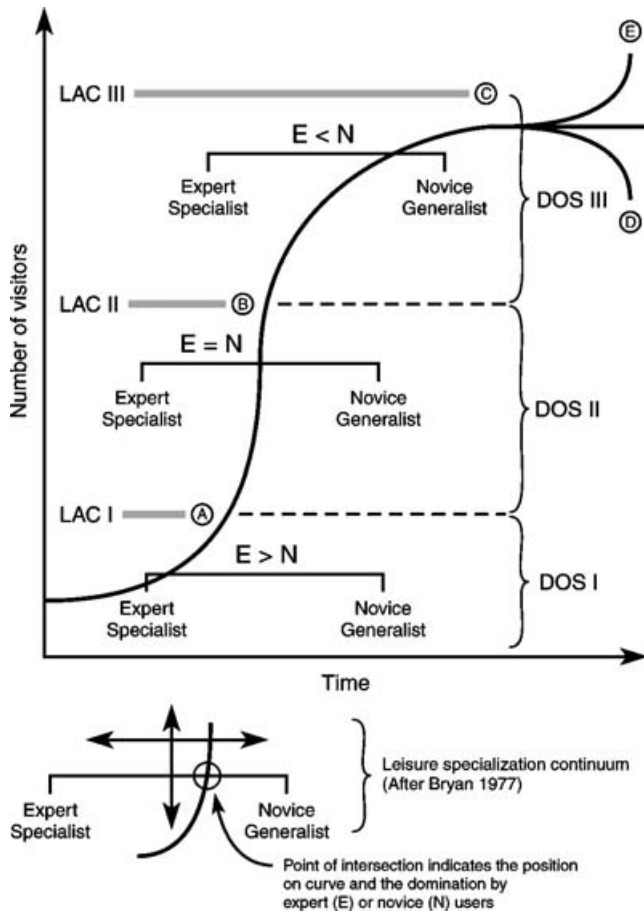 E
LAC III
C
E < N
Expert
Specialist
Novice
Generalist
DOS III
D
Number of visitors
LAC II
B
E = N
Expert
Specialist
Novice
Generalist
DOS II
LAC I
A
E > N
Expert
Specialist
Novice
Generalist
DOS I
Time
Expert
Specialist
Novice
Generalist
Leisure specialization continuum
(After Bryan 1977)
Point of intersection indicates the position
on curve and the domination by
expert (E) or novice (N) users